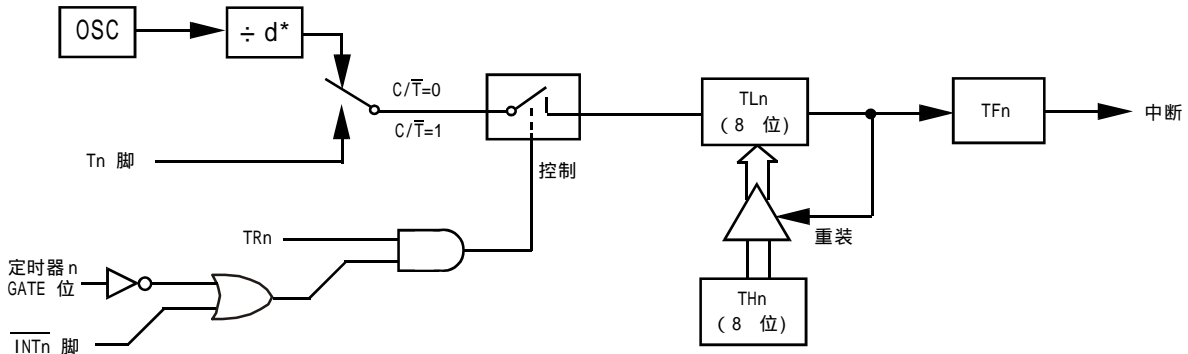 OSC
÷ d*
C/T̅=0
C/T̅=1
Tn 脚
控制
TLn
(8 位)
TFn
中断
重装
TRn
定时器n
GATE 位
I̅N̅T̅n̅ 脚
THn
(8 位)